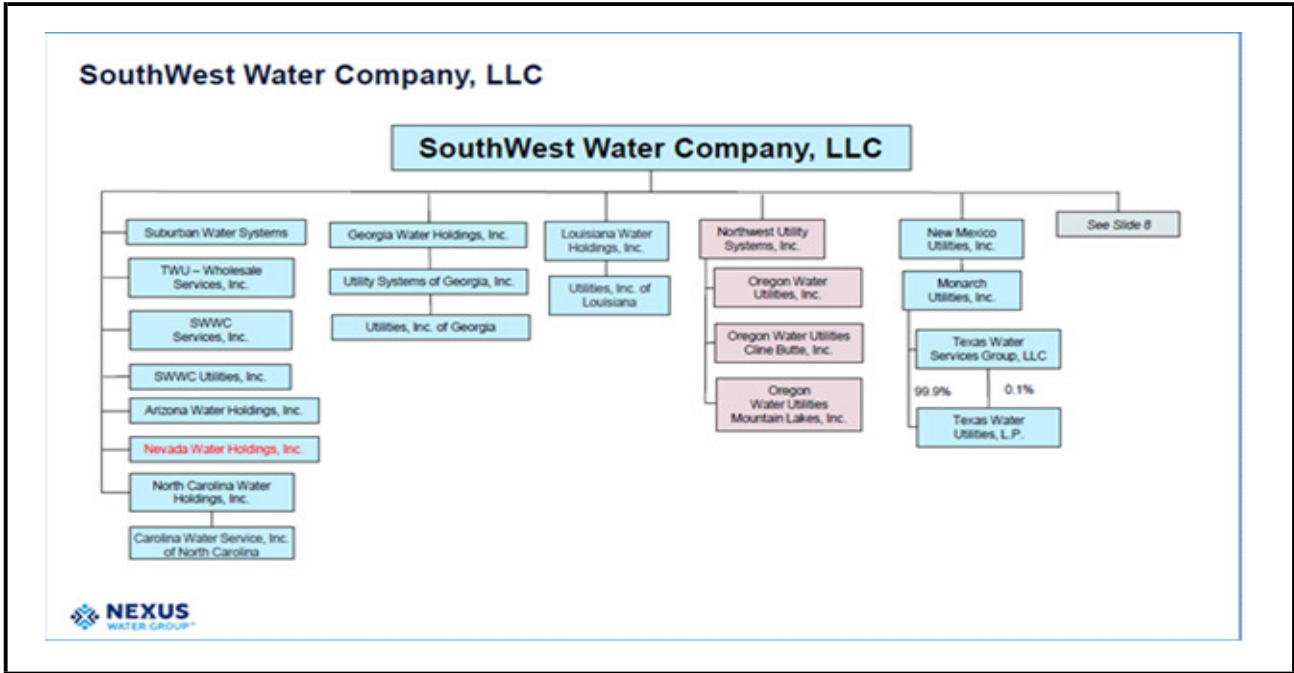 SouthWest Water Company, LLC
SouthWest Water Company, LLC
Suburban Water Systems
TWU – Wholesale
Services, Inc.
SWWC
Services, Inc.
SWWC Utilities, Inc.
Arizona Water Holdings, Inc.
Nevada Water Holdings, Inc.
North Carolina Water
Holdings, Inc.
Carolina Water Service, Inc.
of North Carolina
Georgia Water Holdings, Inc.
Utility Systems of Georgia, Inc.
Utilities, Inc. of Georgia
Louisiana Water
Holdings, Inc.
Utilities, Inc. of
Louisiana
Northwest Utility
Systems, Inc.
Oregon Water
Utilities, Inc.
Oregon Water Utilities
Cline Butte, Inc.
Oregon
Water Utilities
Mountain Lakes, Inc.
New Mexico
Utilities, Inc.
Monarch
Utilities, Inc.
Texas Water
Services Group, LLC
99.9%
0.1%
Texas Water
Utilities, L.P.
See Slide 8
NEXUS
WATER GROUP™